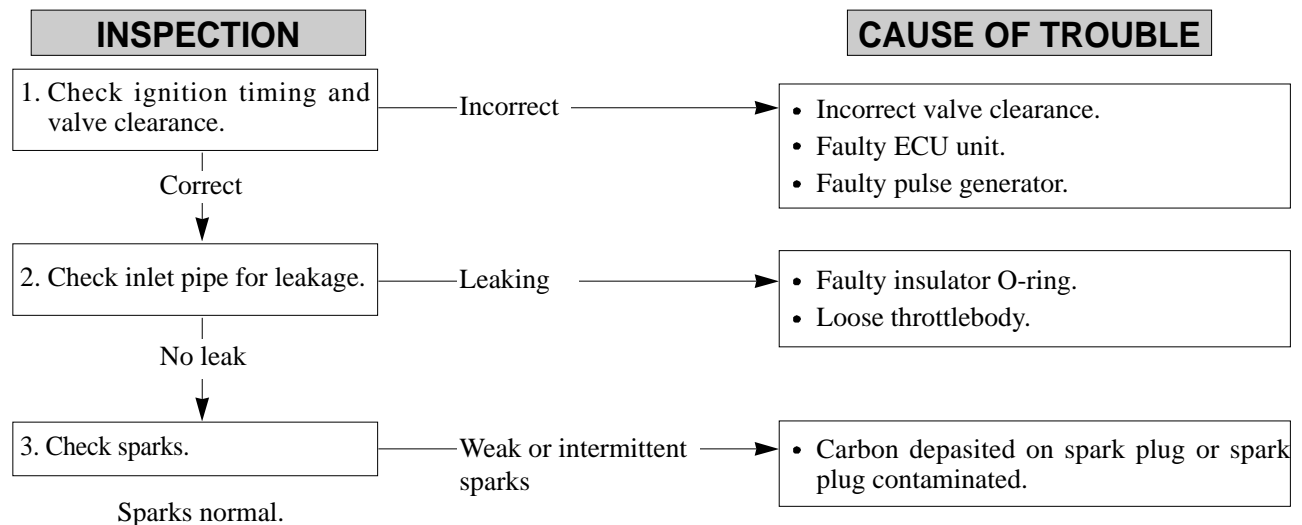 INSPECTION
CAUSE OF TROUBLE
1. Check ignition timing and
valve clearance.
Incorrect
• Incorrect valve clearance.
• Faulty ECU unit.
• Faulty pulse generator.
Correct
2. Check inlet pipe for leakage.
Leaking
• Faulty insulator O-ring.
• Loose throttlebody.
No leak
3. Check sparks.
Weak or intermittent
sparks
• Carbon depasited on spark plug or spark
plug contaminated.
Sparks normal.